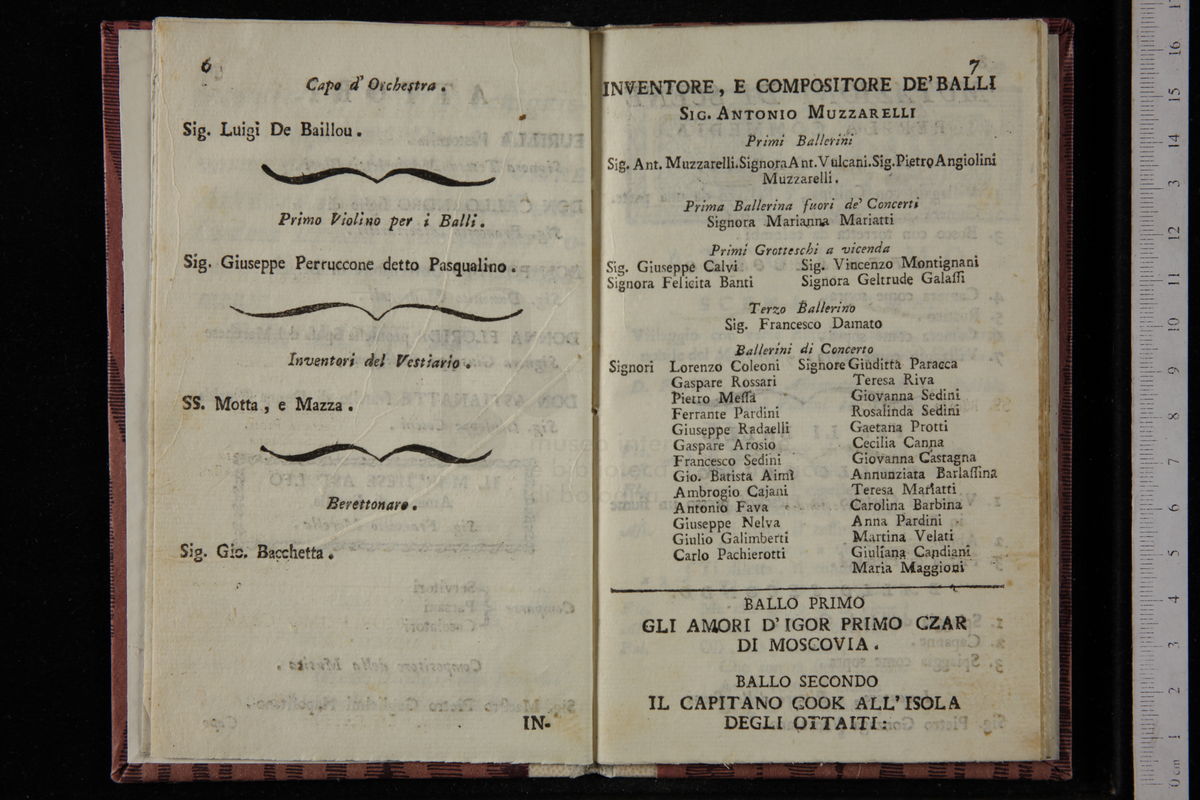 6
Capo d' Orchestra .
Sig. Luigi De Baillou .
Primo Violino per i Balli .
Sig. Giuseppe Perruccone detto Pasqualino .
Inventori del Vestiario .
SS. Motta , e Mazza .
Berettonaro .
Sig. Gio. Bacchetta .
IN-
7
INVENTORE , E COMPOSITORE DE' BALLI
SIG. ANTONIO MUZZARELLI
Primi Ballerini
Sig. Ant. Muzzarelli.Signora Ant. Vulcani.Sig. Pietro Angiolini
Muzzarelli .
Prima Ballerina fuori de' Concerti
Signora Marianna Mariatti
Primi Grotteschi a vicenda
Sig. Giuseppe Calvi Sig. Vincenzo Montignani
Signora Felicita Banti Signora Geltrude Galassi
Terzo Ballerino
Sig. Francesco Damato
Ballerini di Concerto
Signori Lorenzo Coleoni Signore Giuditta Paracca
Gaspare Rossari Teresa Riva
Pietro Messa Giovanna Sedini
Ferrante Pardini Rosalinda Sedini
Giuseppe Radaelli Gaetana Protti
Gaspare Arosio Cecilia Canna
Francesco Sedini Giovanna Castagna
Gio. Batista Aimi Annunziata Barlassina
Ambrogio Cajani Teresa Mariatti
Antonio Fava Carolina Barbina
Giuseppe Nelva Anna Pardini
Giulio Galimberti Martina Velati
Carlo Pachierotti Giuliana Candiani
Maria Maggioni
BALLO PRIMO
GLI AMORI D' IGOR PRIMO CZAR
DI MOSCOVIA .
BALLO SECONDO
IL CAPITANO COOK ALL' ISOLA
DEGLI OTTAITI :